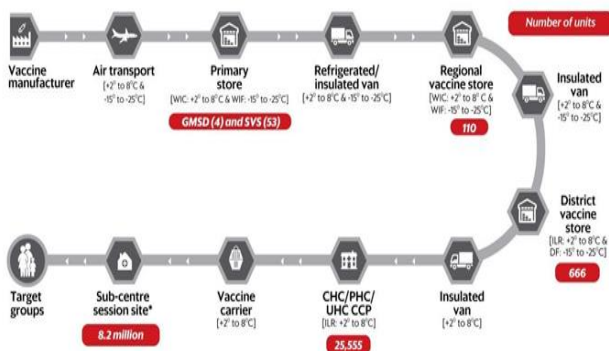 Number of units
Vaccine
manufacturer
Air transport
[+2° to 8°C &
-15° to -25°C]
Primary
store
[WIC: +2° to 8°C & WIF: -15° to -25°C]
GMSD (4) and SVS (53)
Refrigerated/
insulated van
[+2° to 8°C & -15° to -25°C]
Regional
vaccine store
[WIC: +2° to 8°C &
WIF: -15° to -25°C]
110
Insulated
van
[+2° to 8°C &
-15° to -25°C]
District
vaccine
store
[ILR: +2° to 8°C &
DF: -15° to -25°C]
666
Insulated
van
[+2° to 8°C]
CHC/PHC/
UHC CCP
[ILR: +2° to 8°C]
25,555
Vaccine
carrier
[+2° to 8°C]
Sub-centre
session site*
8.2 million
Target
groups